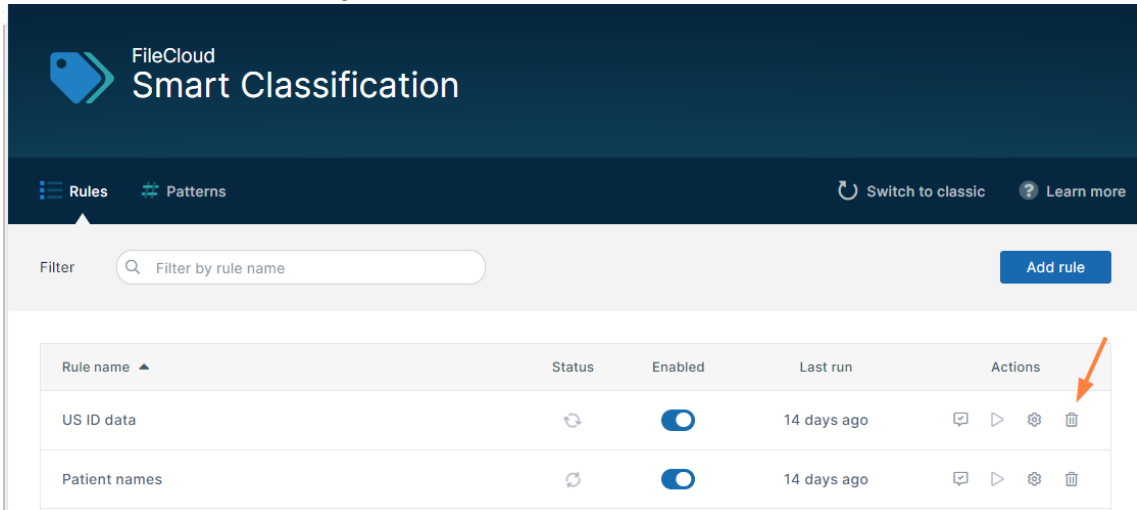 FileCloud
Smart Classification
Rules Patterns Switch to classic Learn more
Filter Filter by rule name Add rule
Rule name Status Enabled Last run Actions
US ID data 14 days ago
Patient names 14 days ago